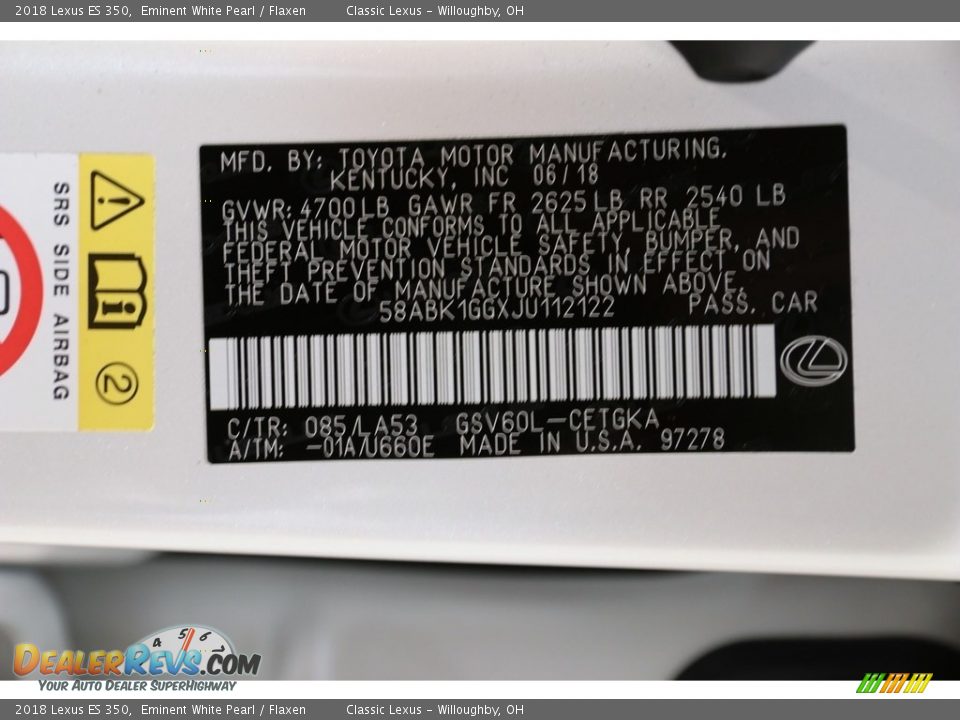 2018 Lexus ES 350, Eminent White Pearl / Flaxen Classic Lexus - Willoughby, OH
MFD. BY: TOYOTA MOTOR MANUFACTURING,
KENTUCKY, INC 06/18
GVWR: 4700LB GAWR FR 2625LB RR 2540 LB
THIS VEHICLE CONFORMS TO ALL APPLICABLE
FEDERAL MOTOR VEHICLE SAFETY, BUMPER, AND
THEFT PREVENTION STANDARDS IN EFFECT ON
THE DATE OF MANUFACTURE SHOWN ABOVE.
58ABK1GGXJU112122 PASS. CAR
C/TR: 085/LA53 GSV60L-CETGKA
A/TM: -01A/U660E MADE IN U.S.A. 97278
SRS SIDE AIRBAG
2
4 5 6 7
DEALERREVS.COM
YOUR AUTO DEALER SUPERHIGHWAY
2018 Lexus ES 350, Eminent White Pearl / Flaxen Classic Lexus - Willoughby, OH